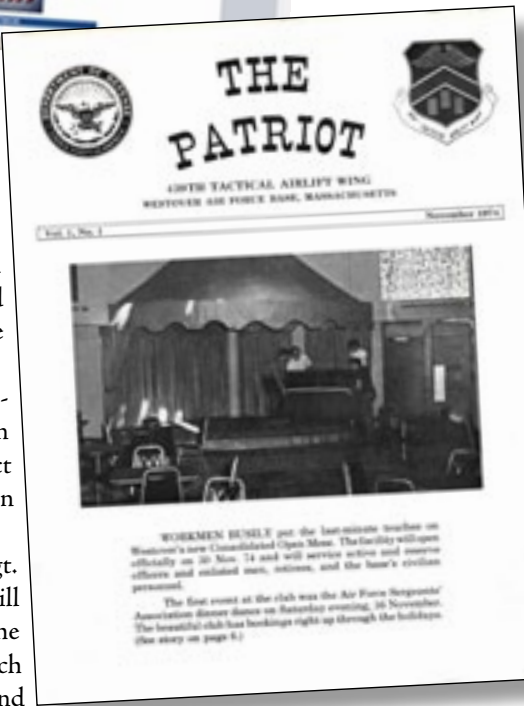 THE
PATRIOT
439TH TACTICAL AIRLIFT WING
WESTOVER AIR FORCE BASE, MASSACHUSETTS
Vol. 1, No. 1 November 1974
WORKMEN BUSILY put the last-minute touches on
Westover's new Consolidated Open Mess. The facility will open
officially on 30 Nov. 74 and will service active and reserve
officers and enlisted men, retirees, and the base's civilian
personnel.
The first event at the club was the Air Force Sergeants'
Association dinner dance on Saturday evening, 16 November.
The beautiful club has bookings right up through the holidays.
(See story on page 6.)